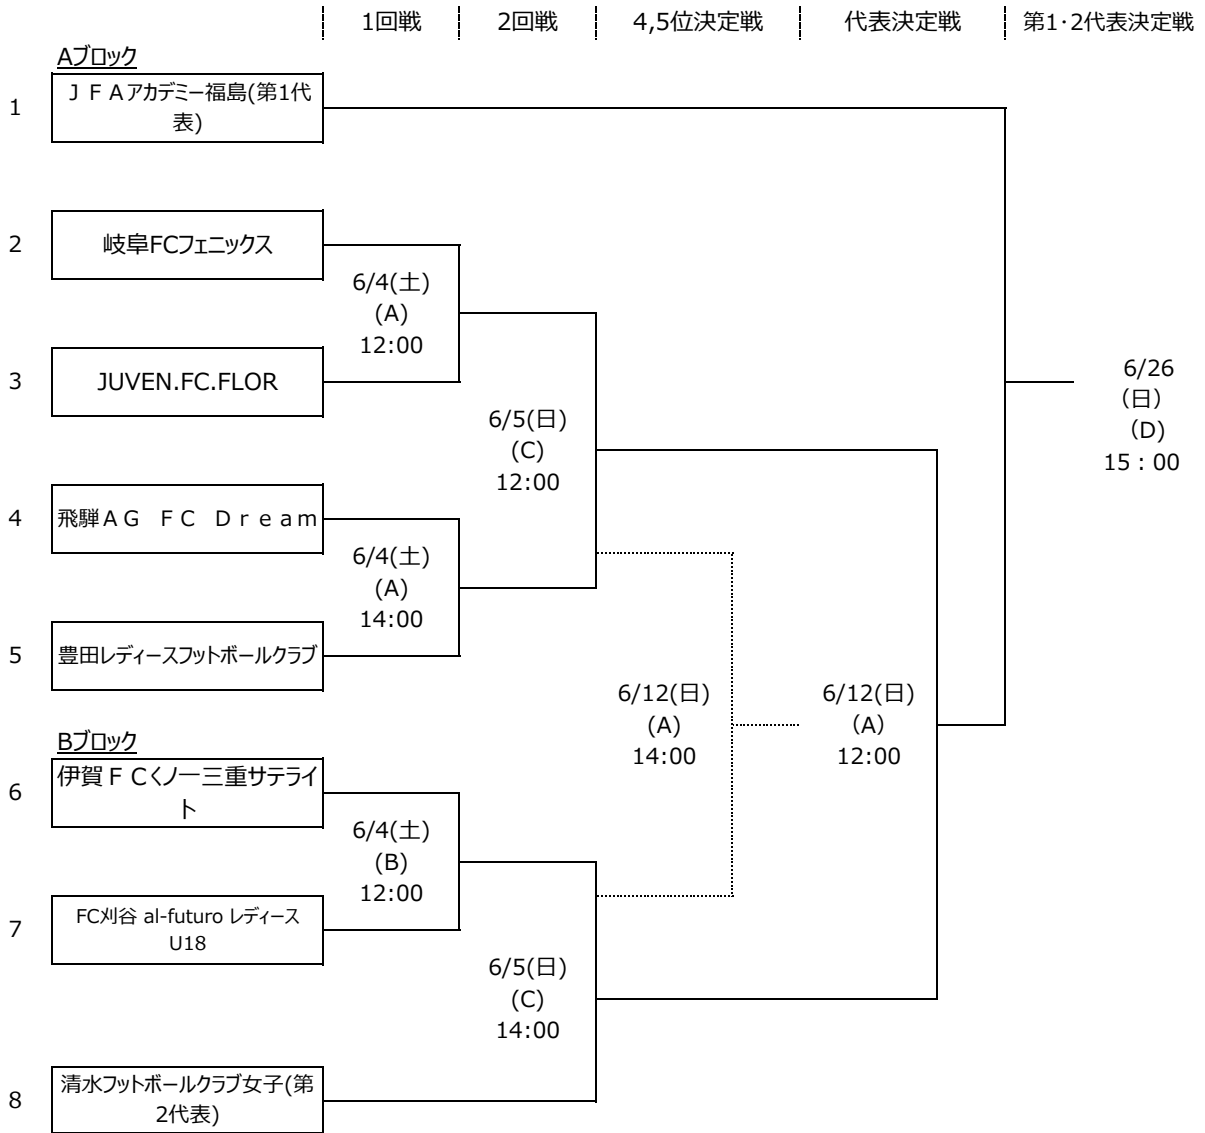 1回戦 2回戦 4,5位決定戦 代表決定戦 第1･2代表決定戦
Aブロック
1 ＪＦＡアカデミー福島(第1代
表)
2 岐阜FCフェニックス
6/4(土)
(A)
12:00
3 JUVEN.FC.FLOR
6/26
（日）
（D)
15：00
6/5(日)
(C)
12:00
4 飛騨ＡＧ　ＦＣ　Ｄｒｅａｍ
6/4(土)
(A)
14:00
5 豊田レディースフットボールクラブ
6/12(日)
(A)
14:00
6/12(日)
（A）
12:00
Bブロック
6 伊賀ＦＣくノ一三重サテライ
ト
6/4(土)
(B)
12:00
7 FC刈谷 al-futuro レディース
U18
6/5(日)
(C)
14:00
8 清水フットボールクラブ女子(第
2代表)